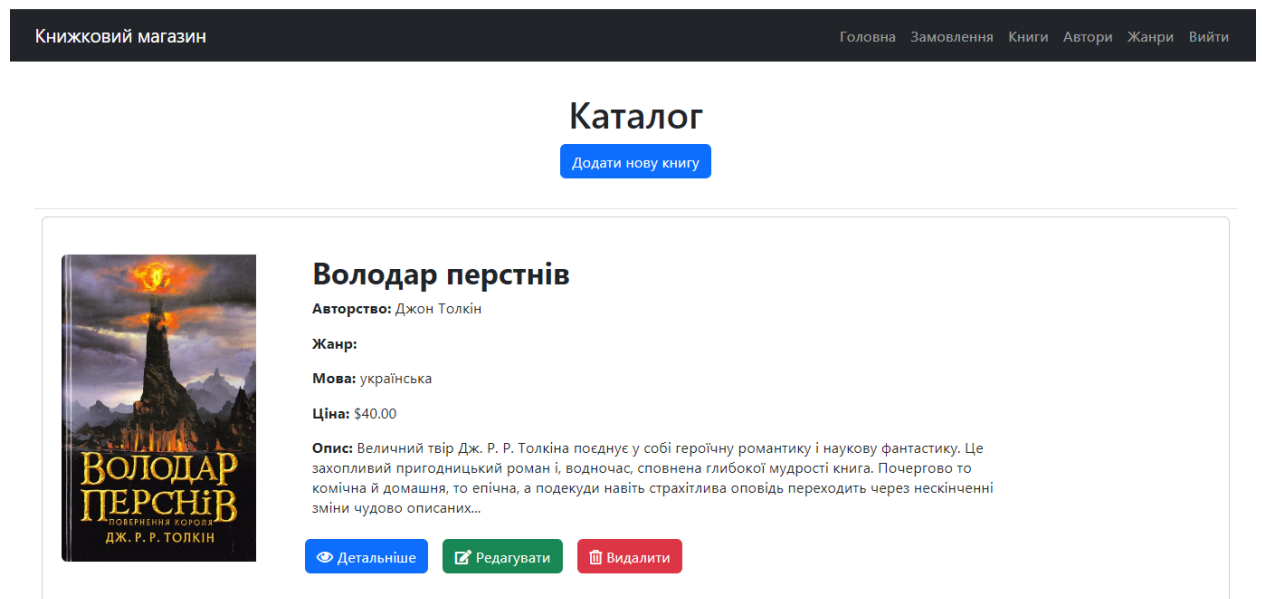 Книжковий магазин
Головна Замовлення Книги Автори Жанри Вийти
Каталог
Додати нову книгу
ВОЛОДАР
ПЕРСНІВ
ПОВЕРНЕННЯ КОРОЛЯ
ДЖ. Р. Р. ТОЛКІН
Володар перстнів
Авторство: Джон Толкін
Жанр:
Мова: українська
Ціна: $40.00
Опис: Величний твір Дж. Р. Р. Толкіна поєднує у собі героїчну романтику і наукову фантастику. Це
захопливий пригодницький роман і, водночас, сповнена глибокої мудрості книга. Почергово то
комічна й домашня, то епічна, а подекуди навіть страхітлива оповідь переходить через нескінченні
зміни чудово описаних...
Детальніше Редагувати Видалити